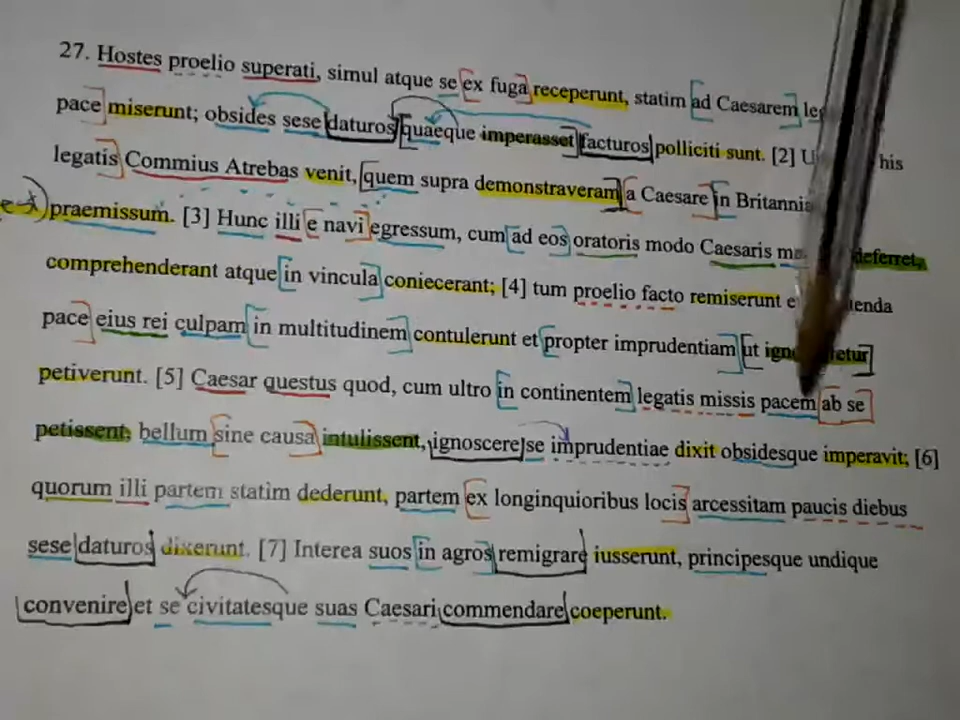 27. Hostes proelio superati, simul atque se ex fuga receperunt, statim ad Caesarem
pace miserunt; obsides sese daturos quaeque imperasset facturos polliciti sunt. [2] his
legatis Commius Atrebas venit, quem supra demonstraveram a Caesare in Britannia
praemissum. [3] Hunc illi e navi egressum, cum ad eos oratoris modo Caesaris deferret,
comprehenderant atque in vincula coniecerant; [4] tum proelio facto remiserunt
pace eius rei culpam in multitudinem contulerunt et propter imprudentiam ut
petiverunt. [5] Caesar questus quod, cum ultro in continentem legatis missis pacem ab se
petissent, bellum sine causa intulissent, ignoscere se imprudentiae dixit obsidesque imperavit; [6]
quorum illi partem statim dederunt, partem ex longinquioribus locis arcessitam paucis diebus
sese daturos dixerunt. [7] Interea suos in agros remigrare iusserunt, principesque undique
convenire et se civitatesque suas Caesari commendare coeperunt.